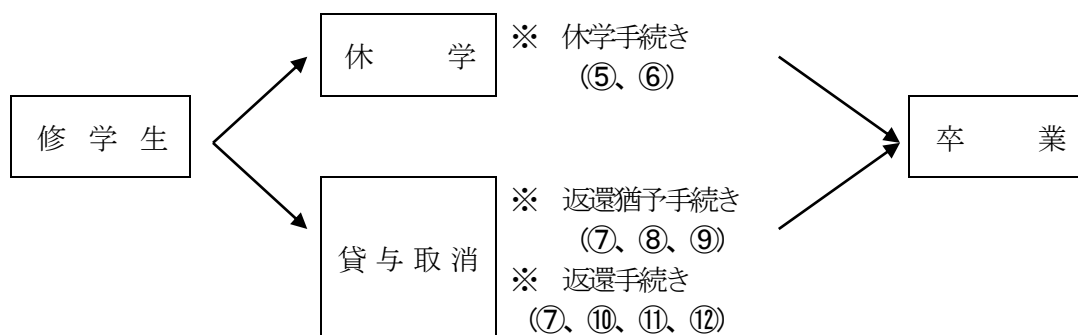 修 学 生
休　　学
※　休学手続き
（⑤、⑥）
貸 与 取 消
※　返還猶予手続き
（⑦、⑧、⑨）
※　返還手続き
（⑦、⑩、⑪、⑫）
卒　　業